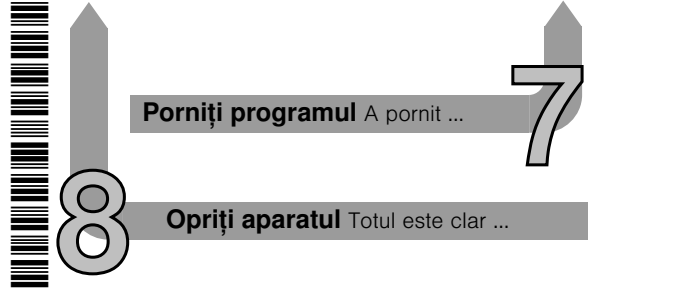 Porniți programul A pornit ...
7
8
Opriți aparatul Totul este clar ...